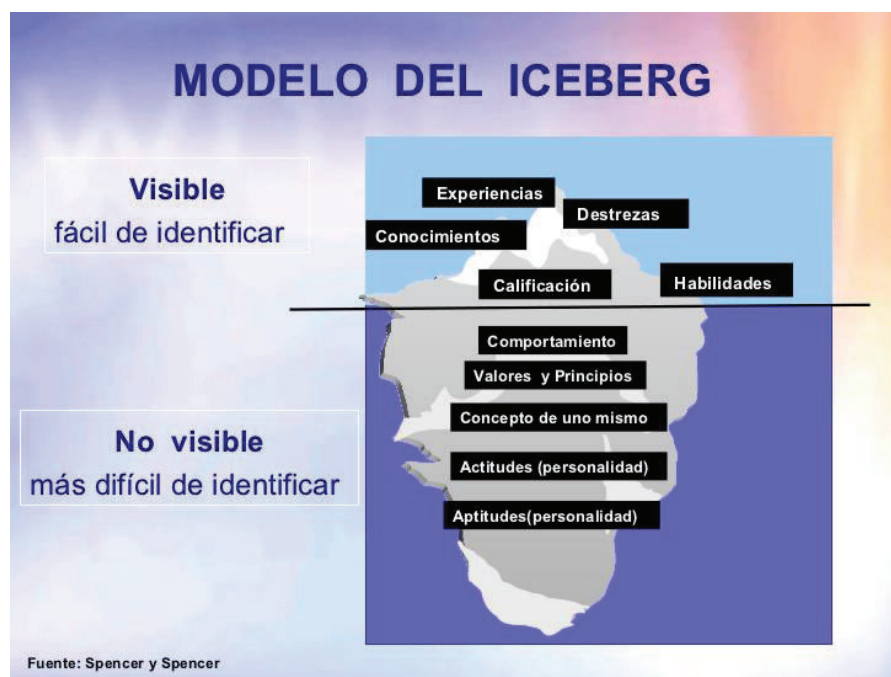 MODELO DEL ICEBERG
Visible
fácil de identificar
Experiencias
Destrezas
Conocimientos
Calificación
Habilidades
Comportamiento
Valores y Principios
Concepto de uno mismo
No visible
más difícil de identificar
Actitudes (personalidad)
Aptitudes(personalidad)
Fuente: Spencer y Spencer